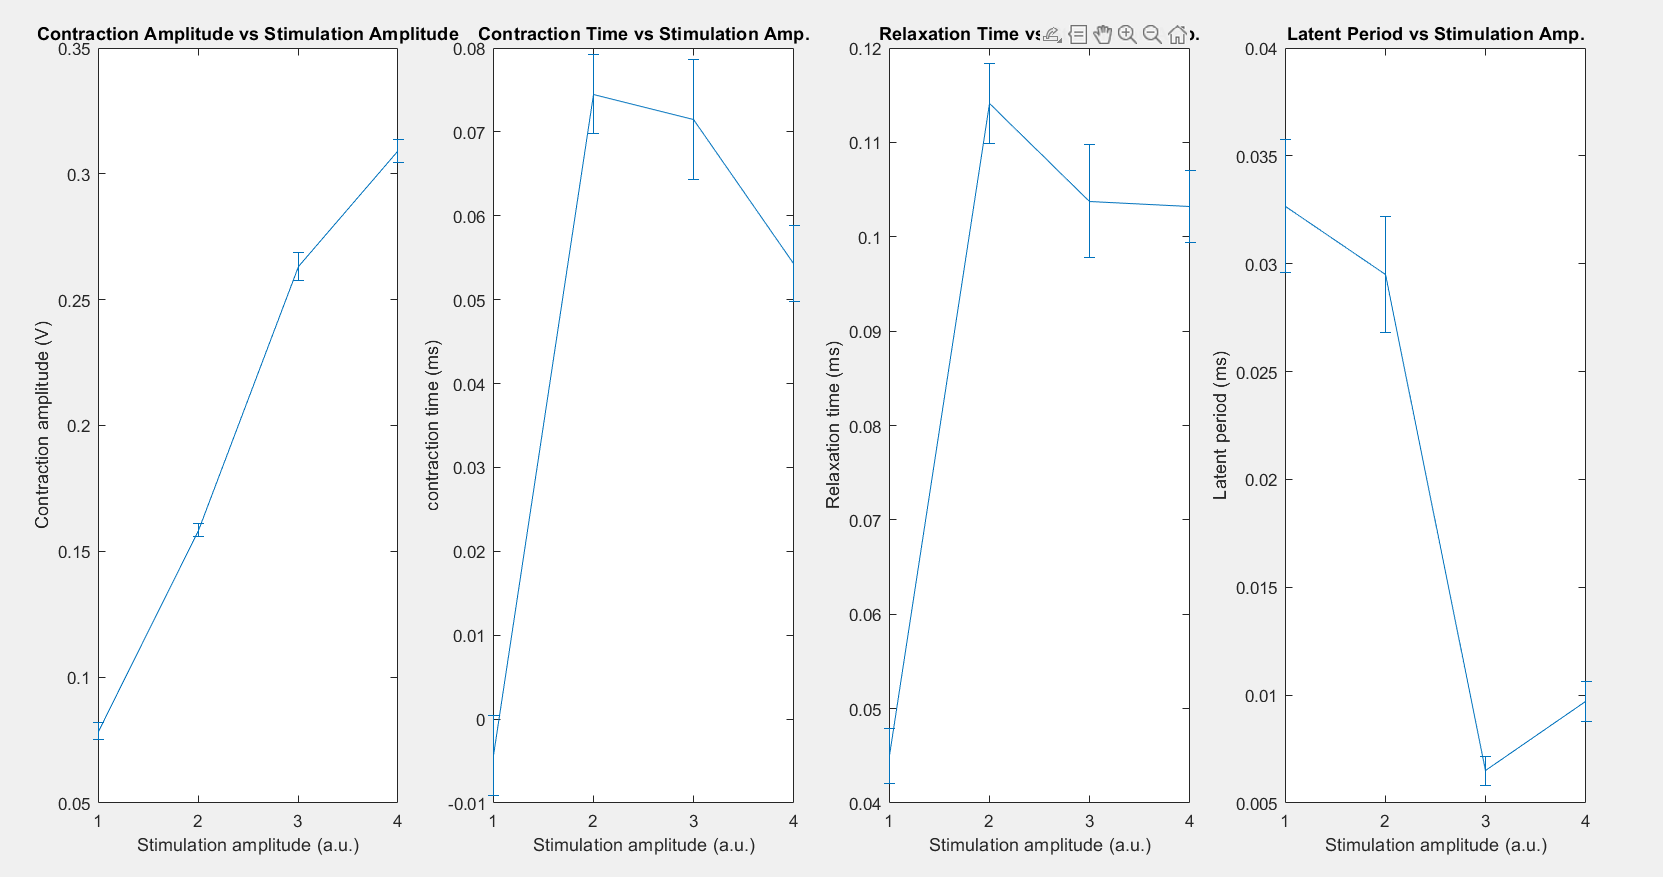 Contraction Amplitude vs Stimulation Amplitude
0.35
0.3
0.25
0.2
0.15
0.1
0.05
1 2 3 4
Contraction amplitude (V)
Stimulation amplitude (a.u.)
Contraction Time vs Stimulation Amp.
0.08
0.07
0.06
0.05
0.04
0.03
0.02
0.01
0
-0.01
1 2 3 4
contraction time (ms)
Stimulation amplitude (a.u.)
Relaxation Time vs p.
0.12
0.11
0.1
0.09
0.08
0.07
0.06
0.05
0.04
1 2 3 4
Relaxation time (ms)
Stimulation amplitude (a.u.)
Latent Period vs Stimulation Amp.
0.04
0.035
0.03
0.025
0.02
0.015
0.01
0.005
1 2 3 4
Latent period (ms)
Stimulation amplitude (a.u.)